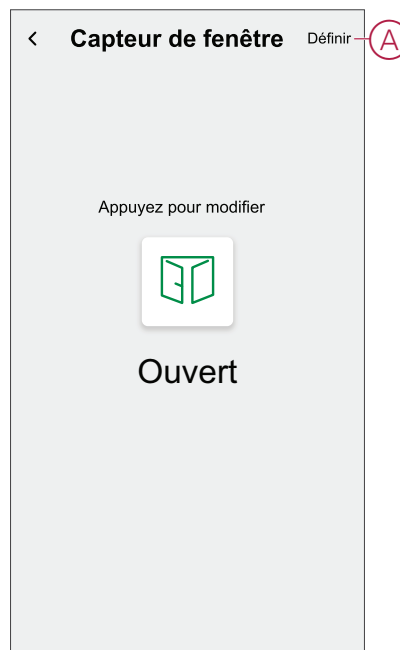 Capteur de fenêtre
Définir
A
Appuyez pour modifier
Ouvert